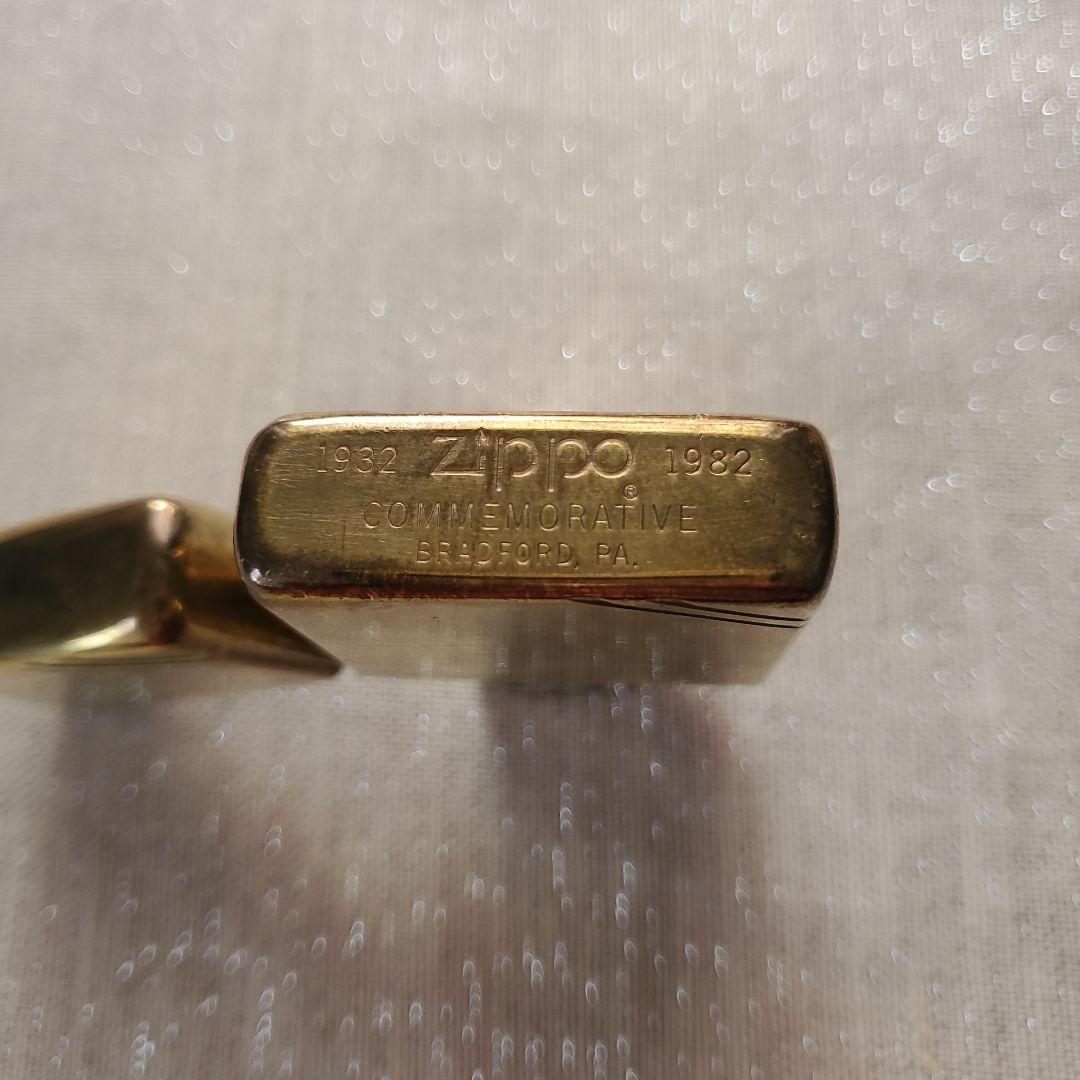 1932 Zippo ® 1982
COMMEMORATIVE
BRADFORD, PA.